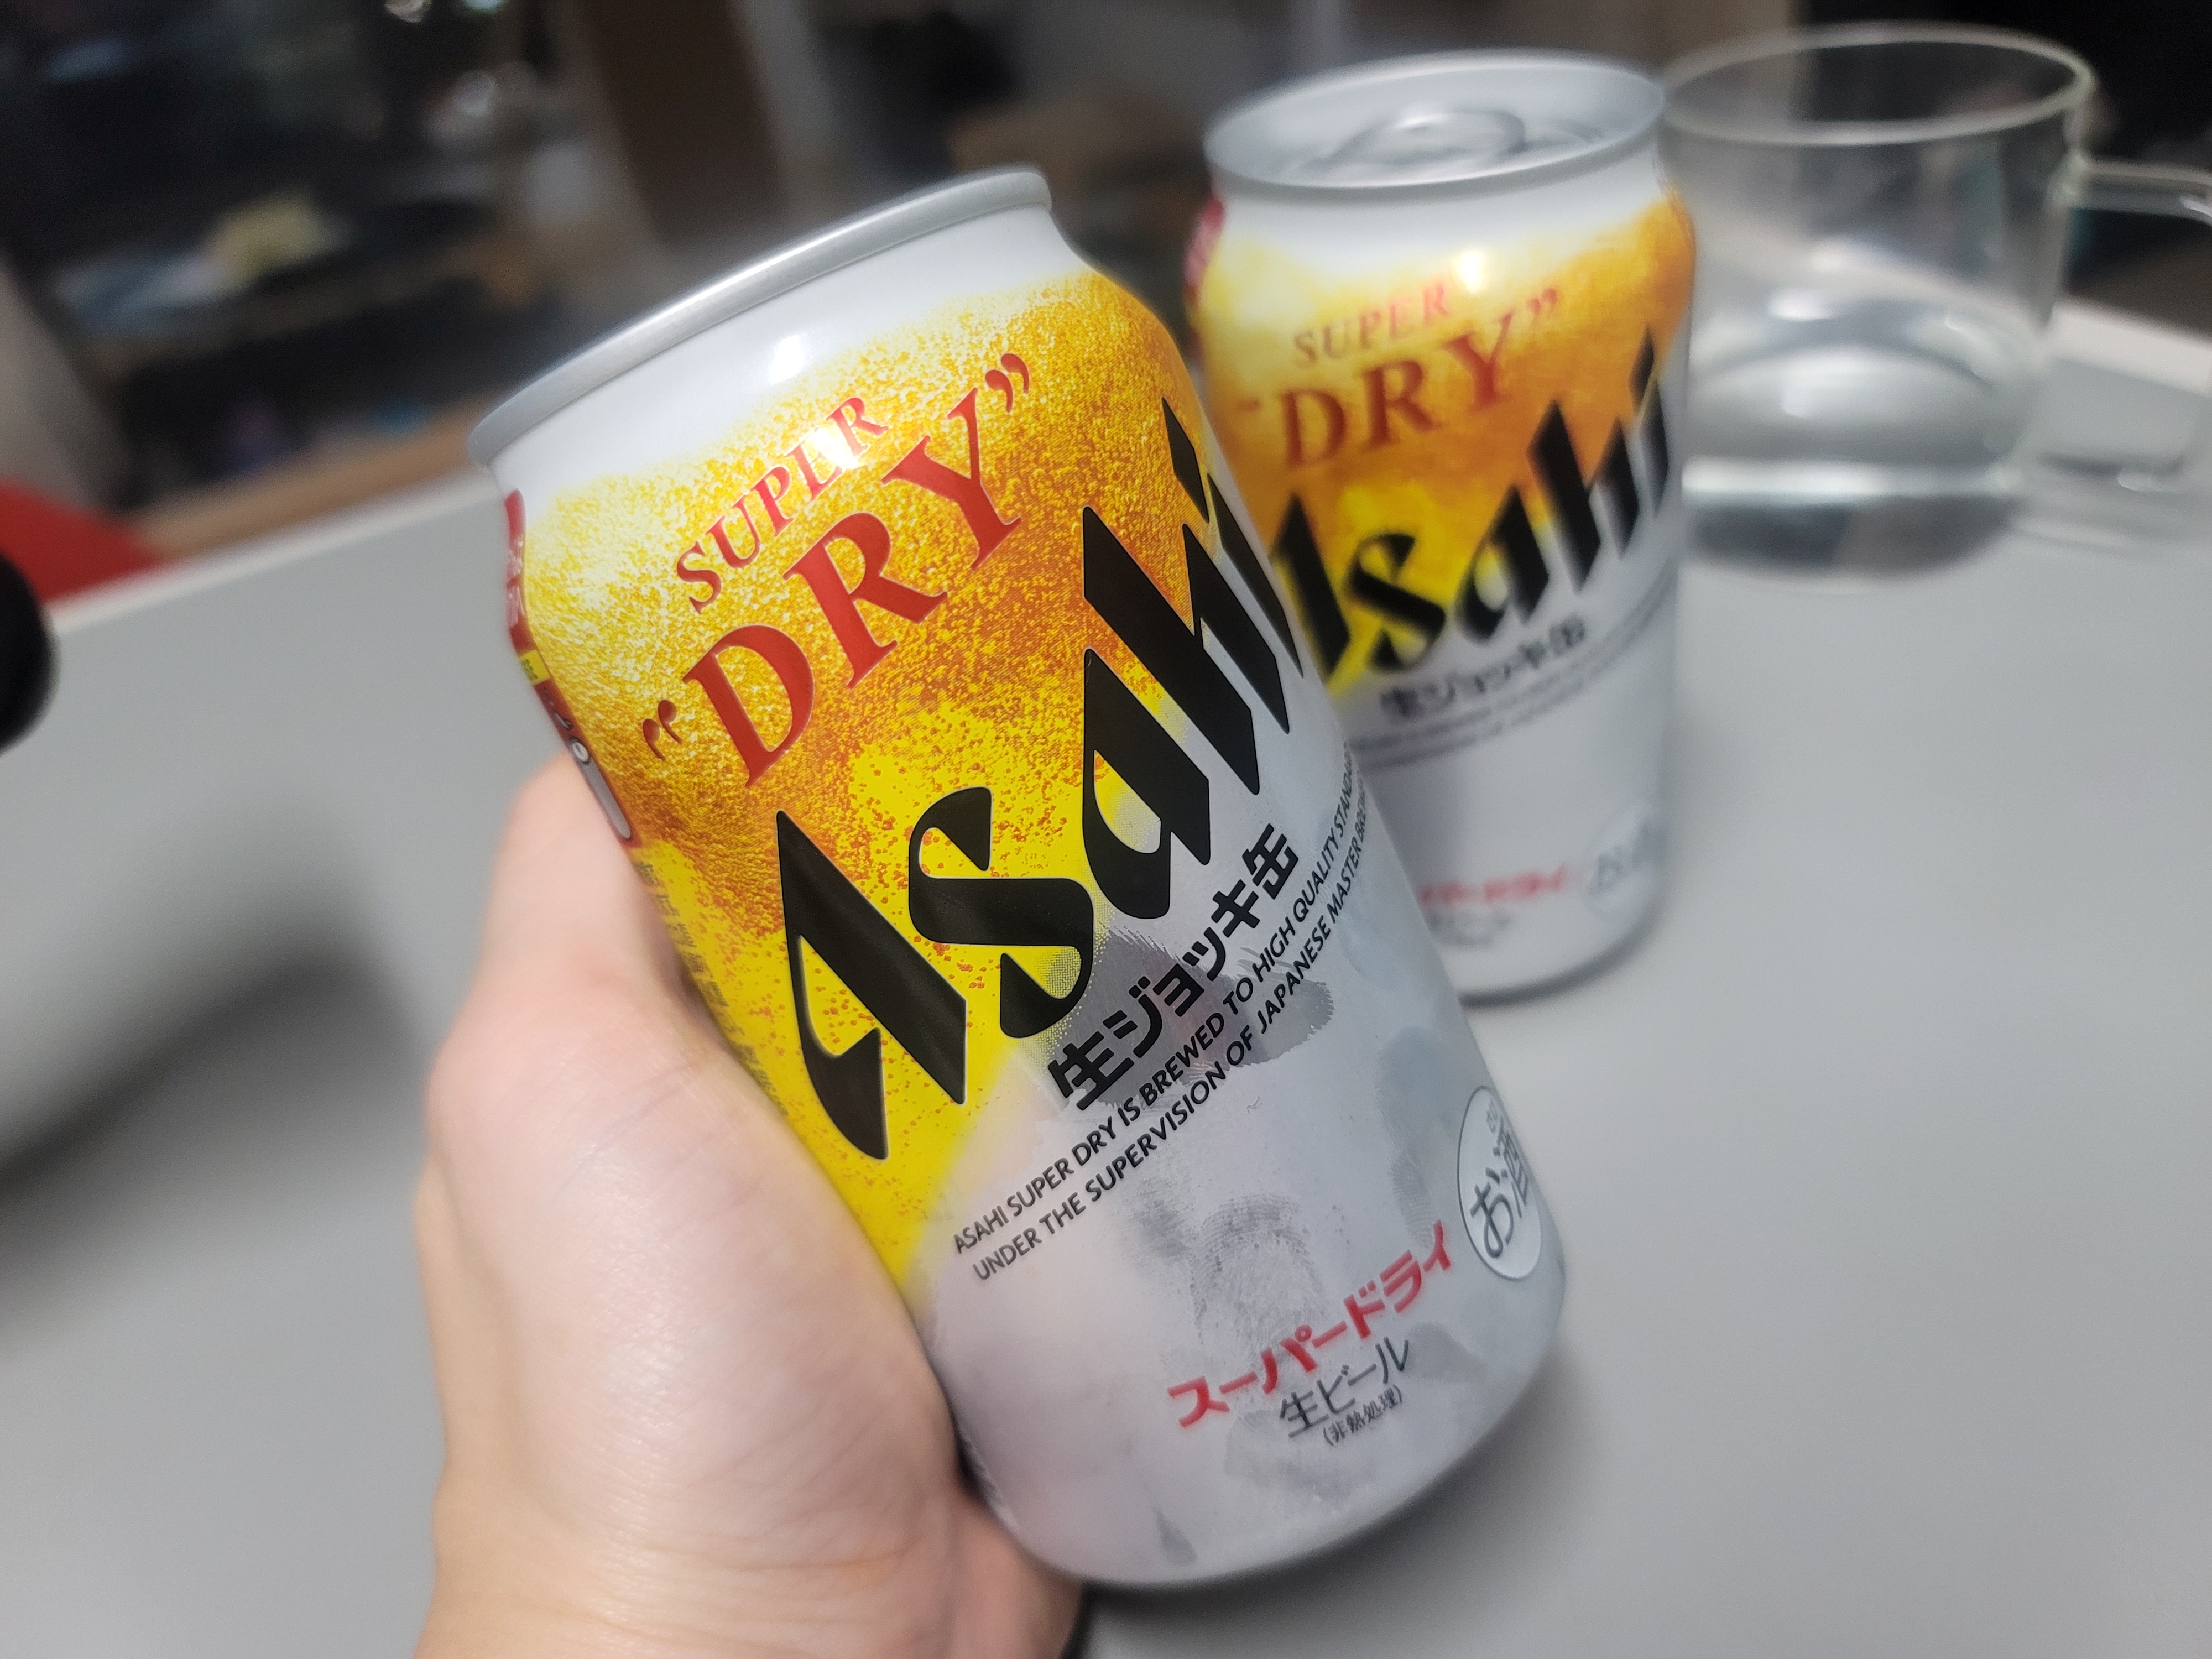 SUPER
“DRY”
Asahi
生ジョッキ缶
ASAHI SUPER DRY IS BREWED TO HIGH QUALITY STANDARDS
UNDER THE SUPERVISION OF JAPANESE MASTER
スーパードライ
生ビール
(非熱処理)
お酒
SUPER
“DRY”
Asahi
生ジョッキ缶
お酒